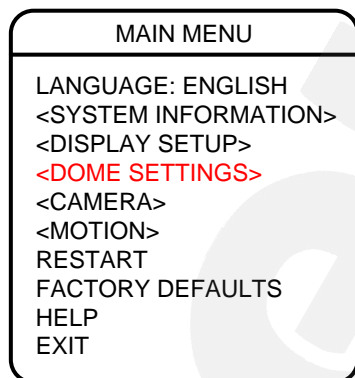 MAIN MENU
LANGUAGE: ENGLISH
<SYSTEM INFORMATION>
<DISPLAY SETUP>
<DOME SETTINGS>
<CAMERA>
<MOTION>
RESTART
FACTORY DEFAULTS
HELP
EXIT